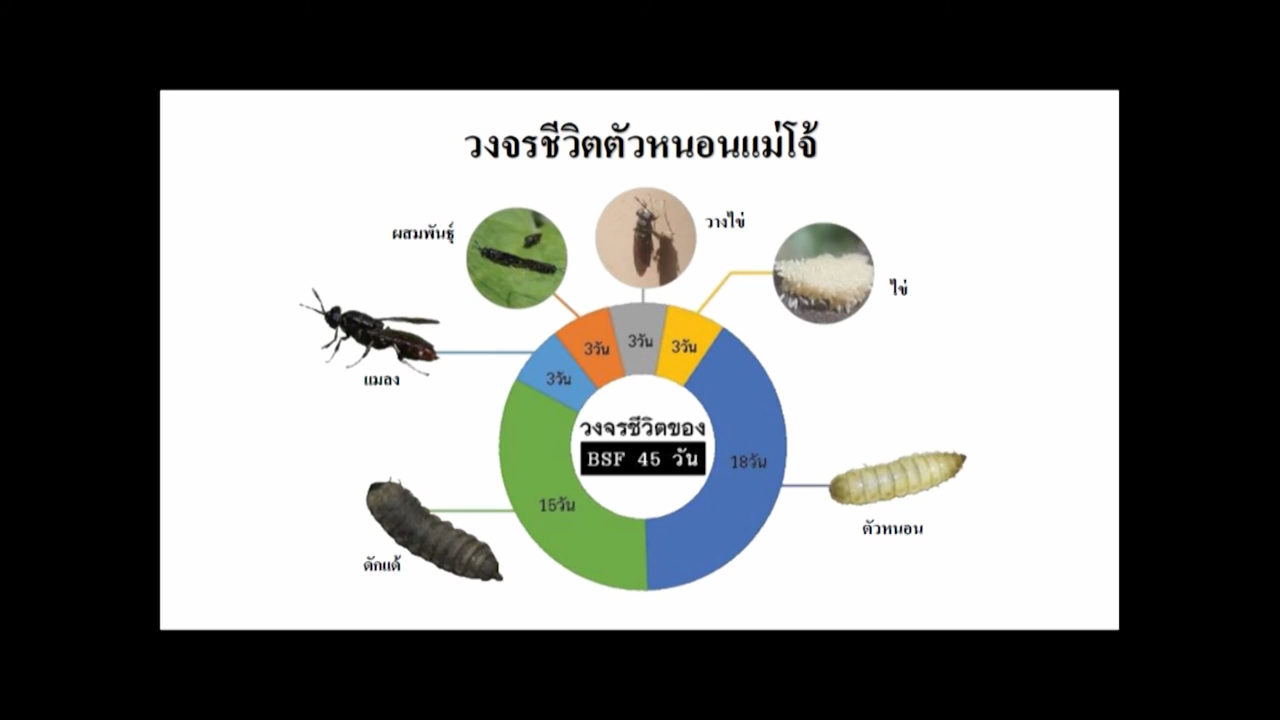 วงจรชีวิตตัวหนอนแม่โจ้
วางไข่
ผสมพันธุ์
ไข่
3วัน
3วัน
3วัน
3วัน
แมลง
วงจรชีวิตของ
BSF 45 วัน
18วัน
15วัน
ตัวหนอน
ดักแด้